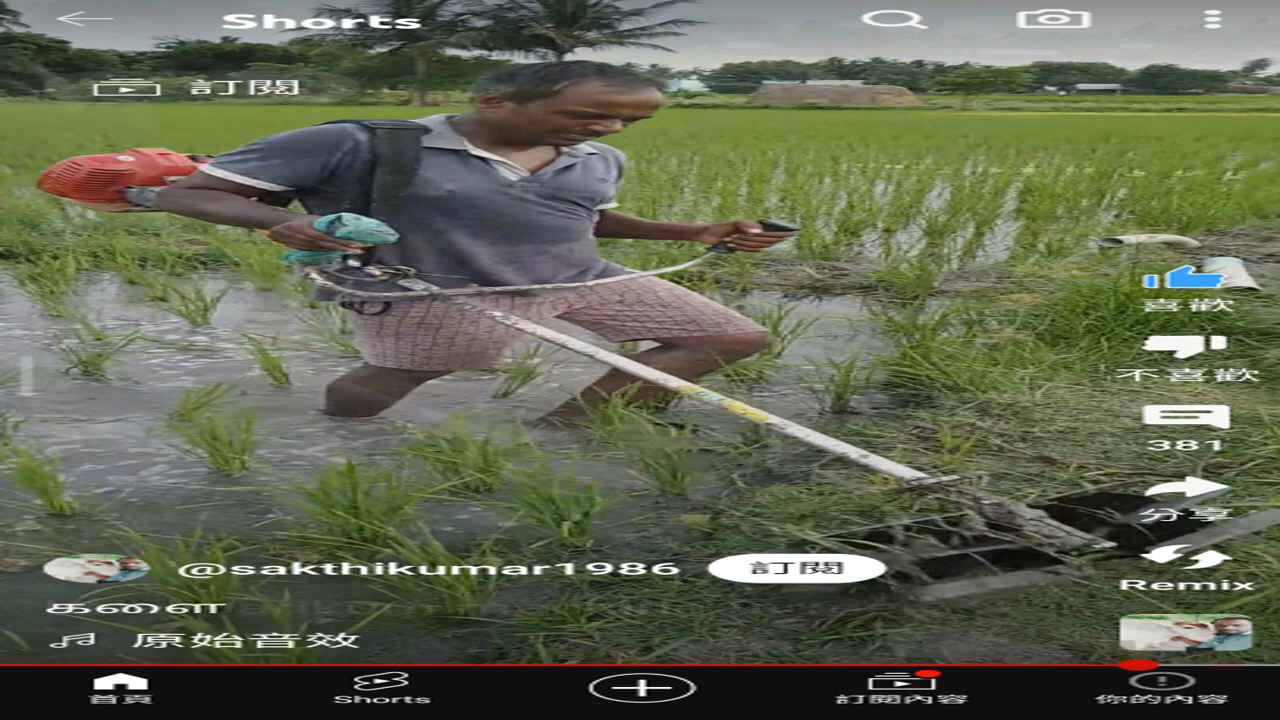 Shorts
訂閱
喜歡
不喜歡
381
分享
@sakthikumar1986 訂閱
Remix
களை
原始音效
首頁 Shorts 訂閱內容 你的內容